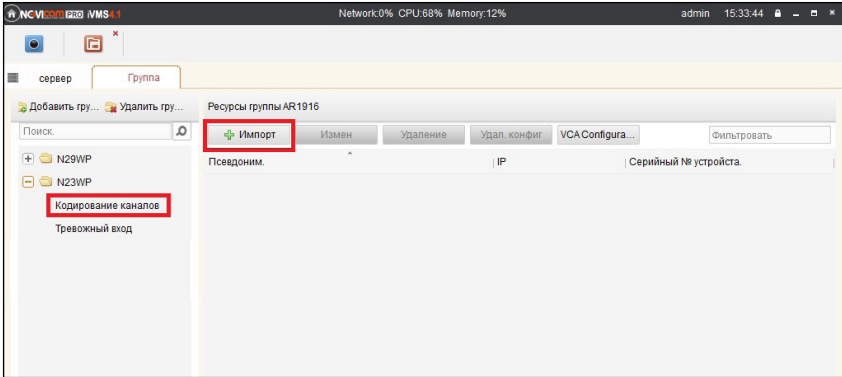 NOVIcom PRO iVMS4.1 Network:0% CPU:68% Memory:12% admin 15:33:44
сервер Группа
Добавить гру... Удалить гру... Ресурсы группы AR1916
Поиск. Импорт Измен Удаление Удал. конфиг VCA Configura... Фильтровать
N29WP Псевдоним. IP Серийный № устройства.
N23WP
Кодирование каналов
Тревожный вход